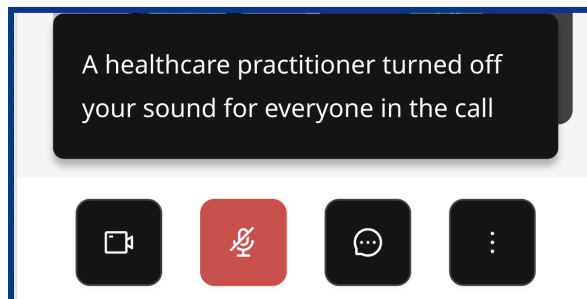 A healthcare practitioner turned off
your sound for everyone in the call